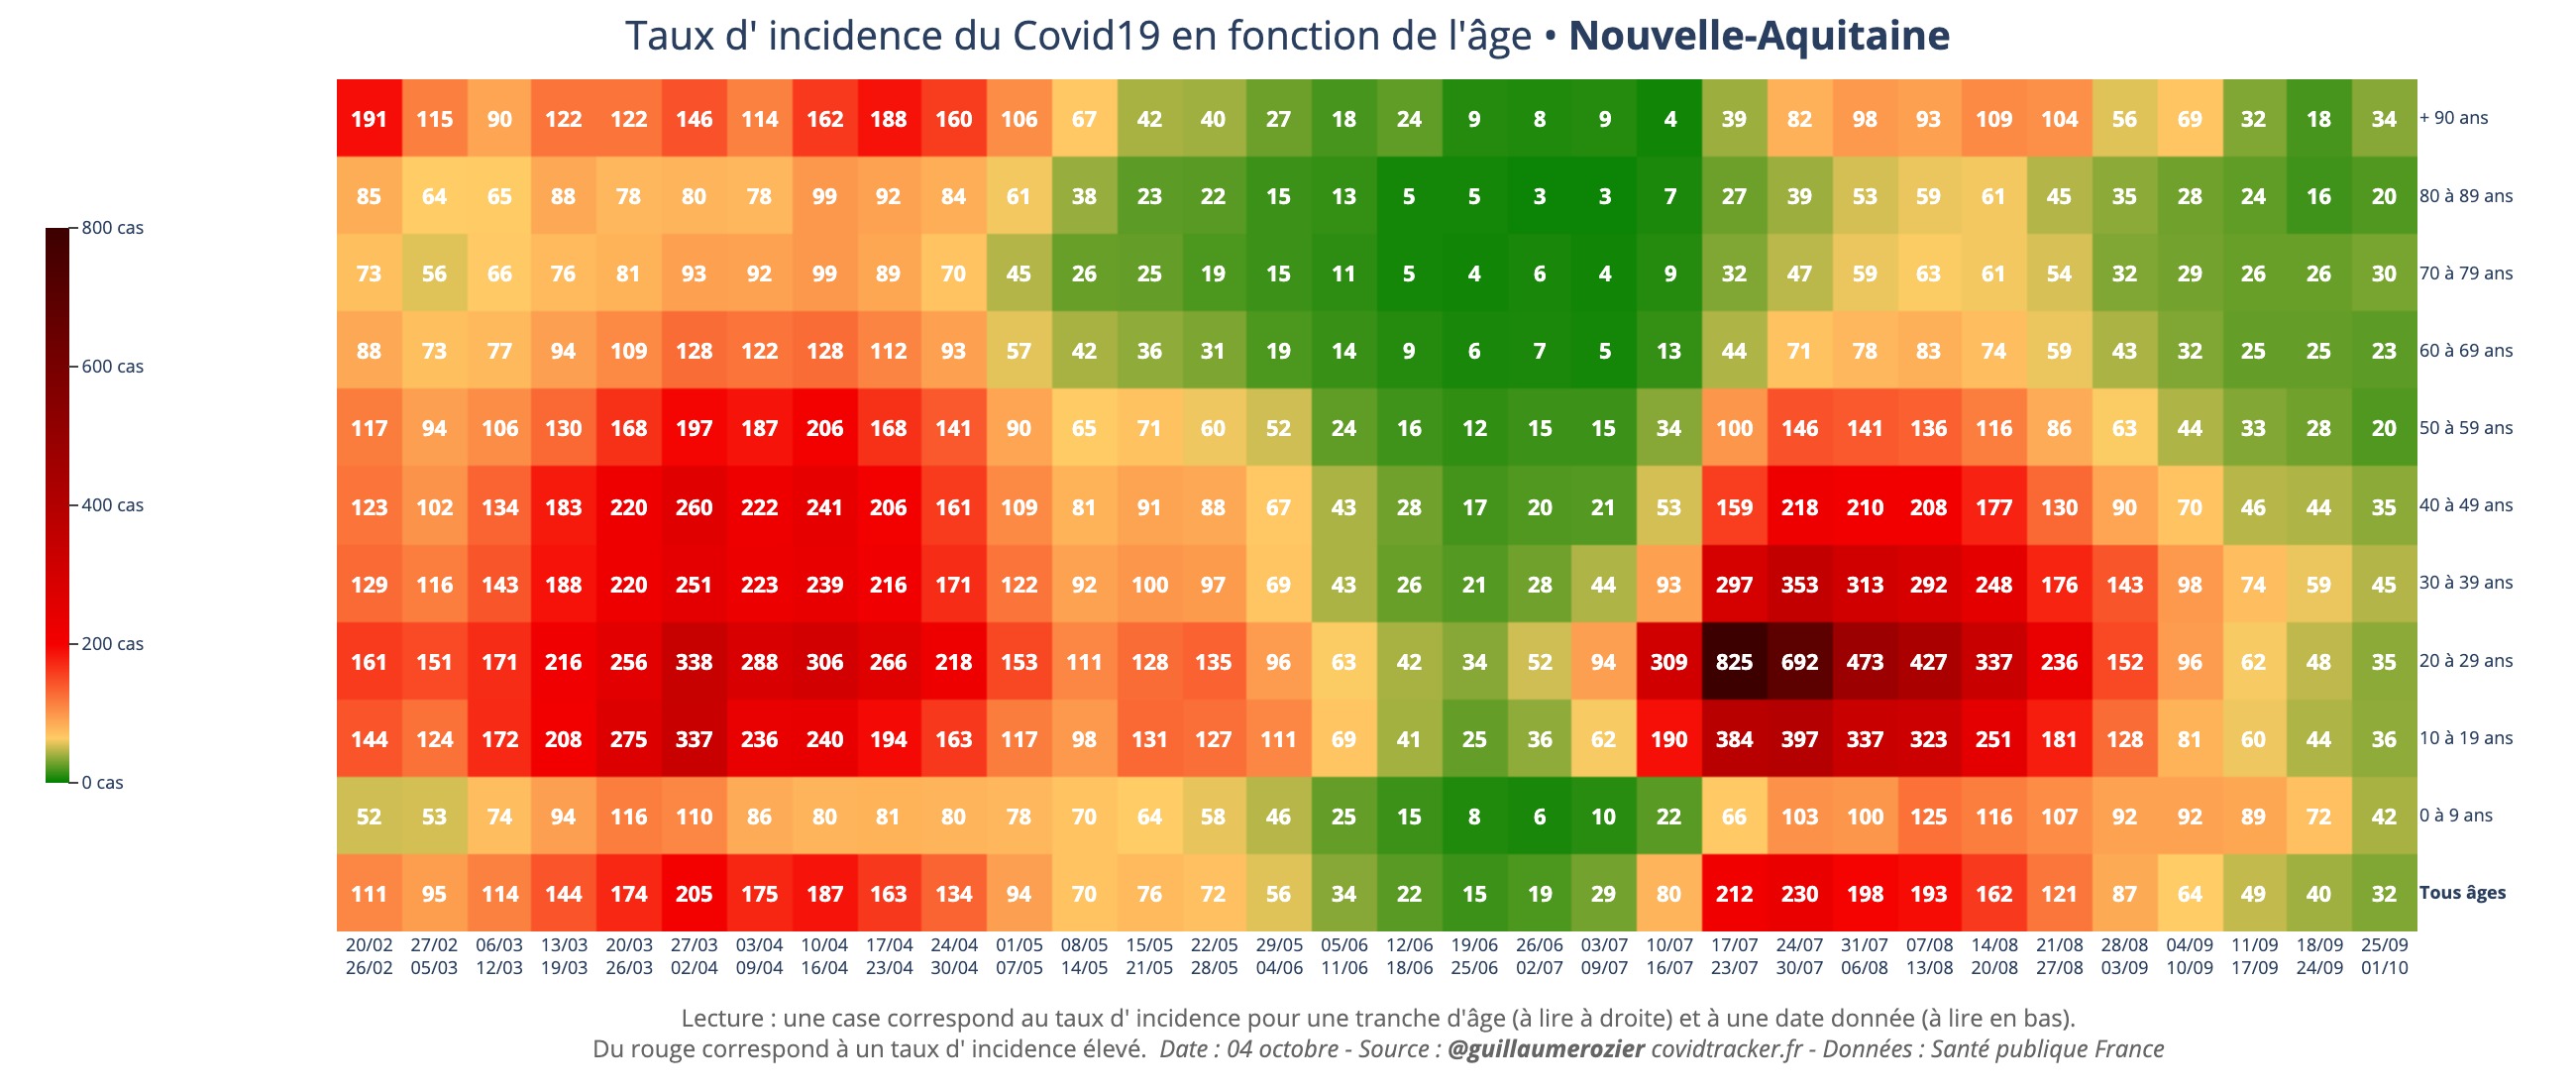 Taux d' incidence du Covid19 en fonction de l'âge • Nouvelle-Aquitaine
800 cas
600 cas
400 cas
200 cas
0 cas
191 115 90 122 122 146 114 162 188 160 106 67 42 40 27 18 24 9 8 9 4 39 82 98 93 109 104 56 69 32 18 34 + 90 ans
85 64 65 88 78 80 78 99 92 84 61 38 23 22 15 13 5 5 3 3 7 27 39 53 59 61 45 35 28 24 16 20 80 à 89 ans
73 56 66 76 81 93 92 99 89 70 45 26 25 19 15 11 5 4 6 4 9 32 47 59 63 61 54 32 29 26 26 30 70 à 79 ans
88 73 77 94 109 128 122 128 112 93 57 42 36 31 19 14 9 6 7 5 13 44 71 78 83 74 59 43 32 25 25 23 60 à 69 ans
117 94 106 130 168 197 187 206 168 141 90 65 71 60 52 24 16 12 15 15 34 100 146 141 136 116 86 63 44 33 28 20 50 à 59 ans
123 102 134 183 220 260 222 241 206 161 109 81 91 88 67 43 28 17 20 21 53 159 218 210 208 177 130 90 70 46 44 35 40 à 49 ans
129 116 143 188 220 251 223 239 216 171 122 92 100 97 69 43 26 21 28 44 93 297 353 313 292 248 176 143 98 74 59 45 30 à 39 ans
161 151 171 216 256 338 288 306 266 218 153 111 128 135 96 63 42 34 52 94 309 825 692 473 427 337 236 152 96 62 48 35 20 à 29 ans
144 124 172 208 275 337 236 240 194 163 117 98 131 127 111 69 41 25 36 62 190 384 397 337 323 251 181 128 81 60 44 36 10 à 19 ans
52 53 74 94 116 110 86 80 81 80 78 70 64 58 46 25 15 8 6 10 22 66 103 100 125 116 107 92 92 89 72 42 0 à 9 ans
111 95 114 144 174 205 175 187 163 134 94 70 76 72 56 34 22 15 19 29 80 212 230 198 193 162 121 87 64 49 40 32 Tous âges
20/02 27/02 06/03 13/03 20/03 27/03 03/04 10/04 17/04 24/04 01/05 08/05 15/05 22/05 29/05 05/06 12/06 19/06 26/06 03/07 10/07 17/07 24/07 31/07 07/08 14/08 21/08 28/08 04/09 11/09 18/09 25/09
26/02 05/03 12/03 19/03 26/03 02/04 09/04 16/04 23/04 30/04 07/05 14/05 21/05 28/05 04/06 11/06 18/06 25/06 02/07 09/07 16/07 23/07 30/07 06/08 13/08 20/08 27/08 03/09 10/09 17/09 24/09 01/10
Lecture : une case correspond au taux d' incidence pour une tranche d'âge (à lire à droite) et à une date donnée (à lire en bas).
Du rouge correspond à un taux d' incidence élevé. Date : 04 octobre - Source : @guillaumerozier covidtracker.fr - Données : Santé publique France